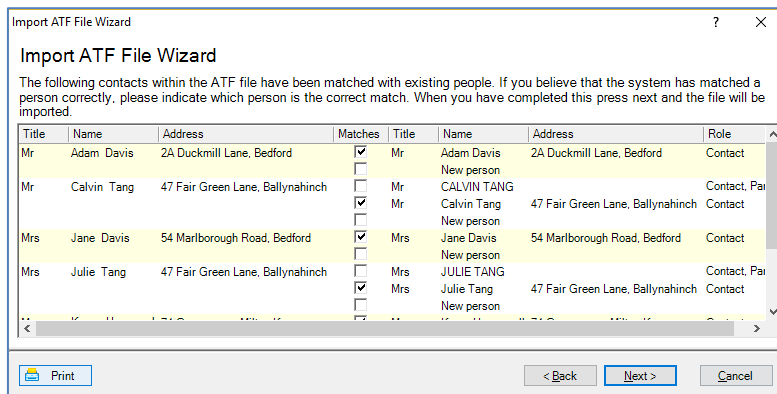 Import ATF File Wizard
Import ATF File Wizard
The following contacts within the ATF file have been matched with existing people. If you believe that the system has matched a
person correctly, please indicate which person is the correct match. When you have completed this press next and the file will be
imported.
Title Name Address Matches Title Name Address Role
Mr Adam Davis 2A Duckmill Lane, Bedford Mr Adam Davis 2A Duckmill Lane, Bedford Contact
New person
Mr Calvin Tang 47 Fair Green Lane, Ballynahinch Mr CALVIN TANG Contact, Par
Mr Calvin Tang 47 Fair Green Lane, Ballynahinch Contact
New person
Mrs Jane Davis 54 Marlborough Road, Bedford Mrs Jane Davis 54 Marlborough Road, Bedford Contact
New person
Mrs Julie Tang 47 Fair Green Lane, Ballynahinch Mrs JULIE TANG Contact, Par
Mrs Julie Tang 47 Fair Green Lane, Ballynahinch Contact
New person
Print < Back Next > Cancel